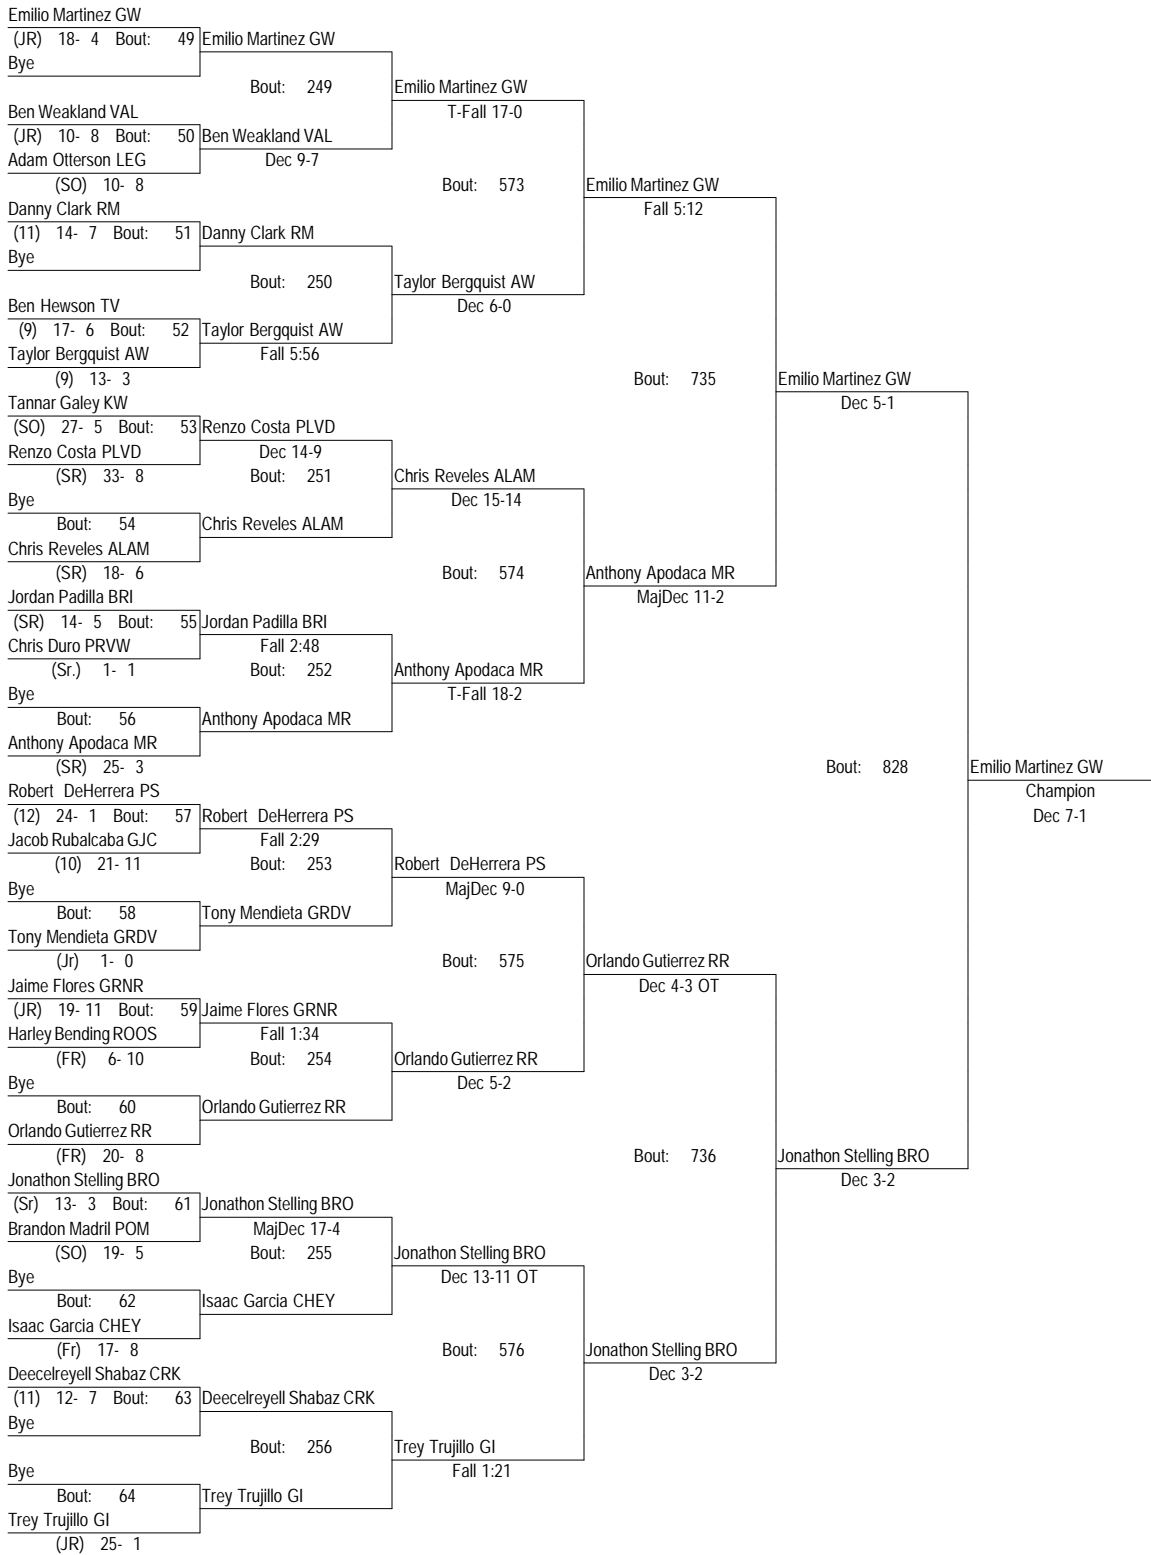 Emilio Martinez GW
(JR) 18- 4 Bout: 49 Emilio Martinez GW
Bye
Bout: 249 Emilio Martinez GW
Ben Weakland VAL T-Fall 17-0
(JR) 10- 8 Bout: 50 Ben Weakland VAL
Adam Otterson LEG Dec 9-7
(SO) 10- 8 Bout: 573 Emilio Martinez GW
Danny Clark RM Fall 5:12
(11) 14- 7 Bout: 51 Danny Clark RM
Bye
Bout: 250 Taylor Bergquist AW
Ben Hewson TV Dec 6-0
(9) 17- 6 Bout: 52 Taylor Bergquist AW
Taylor Bergquist AW Fall 5:56
(9) 13- 3 Bout: 735 Emilio Martinez GW
Tannar Galey KW Dec 5-1
(SO) 27- 5 Bout: 53 Renzo Costa PLVD
Renzo Costa PLVD Dec 14-9
(SR) 33- 8 Bout: 251 Chris Reveles ALAM
Bye Dec 15-14
Bout: 54 Chris Reveles ALAM
Chris Reveles ALAM
(SR) 18- 6 Bout: 574 Anthony Apodaca MR
Jordan Padilla BRI MajDec 11-2
(SR) 14- 5 Bout: 55 Jordan Padilla BRI
Chris Duro PRVW Fall 2:48
(Sr.) 1- 1 Bout: 252 Anthony Apodaca MR
Bye T-Fall 18-2
Bout: 56 Anthony Apodaca MR
Anthony Apodaca MR
(SR) 25- 3 Bout: 828 Emilio Martinez GW
Robert DeHerrera PS Champion
(12) 24- 1 Bout: 57 Robert DeHerrera PS Dec 7-1
Jacob Rubalcaba GJC Fall 2:29
(10) 21- 11 Bout: 253 Robert DeHerrera PS
Bye MajDec 9-0
Bout: 58 Tony Mendieta GRDV
Tony Mendieta GRDV
(Jr) 1- 0 Bout: 575 Orlando Gutierrez RR
Jaime Flores GRNR Dec 4-3 OT
(JR) 19- 11 Bout: 59 Jaime Flores GRNR
Harley Bending ROOS Fall 1:34
(FR) 6- 10 Bout: 254 Orlando Gutierrez RR
Bye Dec 5-2
Bout: 60 Orlando Gutierrez RR
Orlando Gutierrez RR
(FR) 20- 8 Bout: 736 Jonathon Stelling BRO
Jonathon Stelling BRO Dec 3-2
(Sr) 13- 3 Bout: 61 Jonathon Stelling BRO
Brandon Madril POM MajDec 17-4
(SO) 19- 5 Bout: 255 Jonathon Stelling BRO
Bye Dec 13-11 OT
Bout: 62 Isaac Garcia CHEY
Isaac Garcia CHEY
(Fr) 17- 8 Bout: 576 Jonathon Stelling BRO
Deecelreyell Shabaz CRK Dec 3-2
(11) 12- 7 Bout: 63 Deecelreyell Shabaz CRK
Bye
Bout: 256 Trey Trujillo GI
Bye Fall 1:21
Bout: 64 Trey Trujillo GI
Trey Trujillo GI
(JR) 25- 1